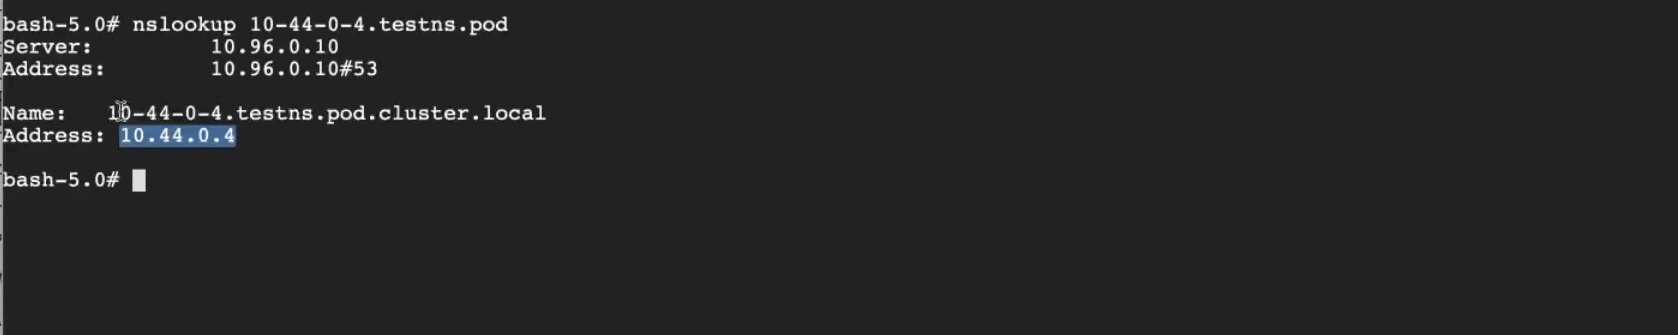 bash-5.0# nslookup 10-44-0-4.testns.pod
Server:         10.96.0.10
Address:        10.96.0.10#53
Name:   10-44-0-4.testns.pod.cluster.local
Address: 10.44.0.4
bash-5.0#